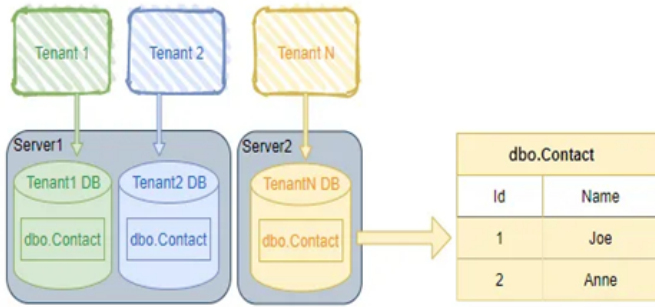 Tenant 1
Tenant 2
Tenant N
Server1
Server2
Tenant1 DB
Tenant2 DB
TenantN DB
dbo.Contact
dbo.Contact
dbo.Contact
dbo.Contact
Id Name
1 Joe
2 Anne